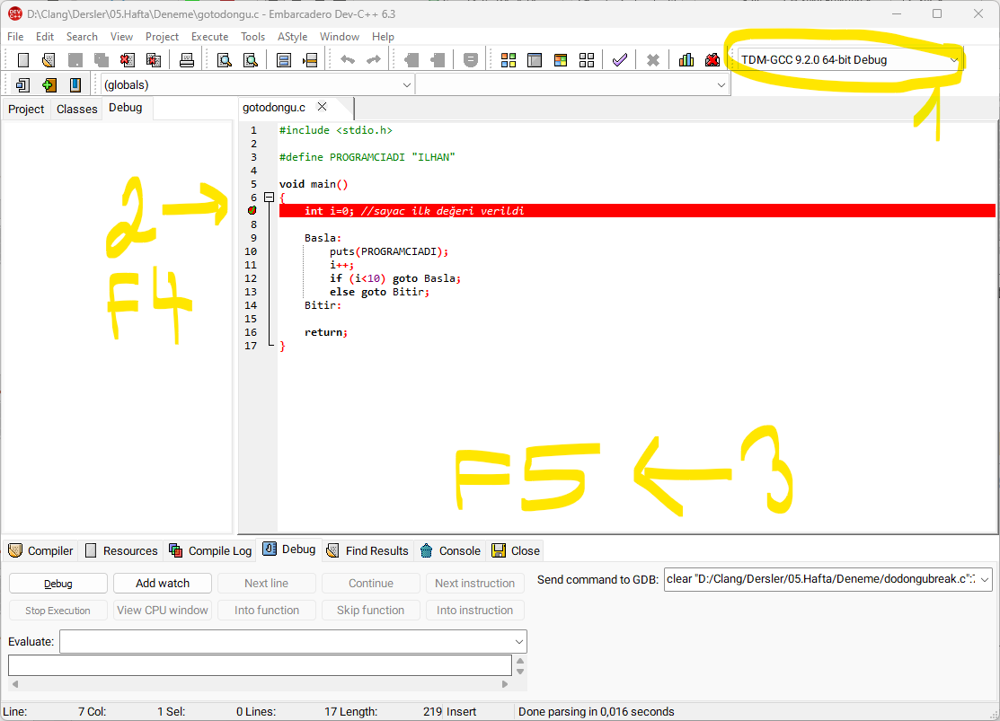 D:\Clang\Dersler\05.Hafta\Deneme\gotodongu.c - Embarcadero Dev-C++ 6.3
File Edit Search View Project Execute Tools AStyle Window Help
TDM-GCC 9.2.0 64-bit Debug
(globals)
1
Project Classes Debug
gotodongu.c
1 #include <stdio.h>
2
3 #define PROGRAMCIADI "ILHAN"
4
5 void main()
6 {
int i=0; //sayac ilk değeri verildi
8
9 Basla:
10 puts(PROGRAMCIADI);
11 i++;
12 if (i<10) goto Basla;
13 else goto Bitir;
14 Bitir:
15
16 return;
17 }
2
F4
F5 3
Compiler Resources Compile Log Debug Find Results Console Close
Debug Add watch Next line Continue Next instruction Send command to GDB: clear "D:/Clang/Dersler/05.Hafta/Deneme/dodongubreak.c":7
Stop Execution View CPU window Into function Skip function Into instruction
Evaluate:
Line: 7 Col: 1 Sel: 0 Lines: 17 Length: 219 Insert Done parsing in 0,016 seconds